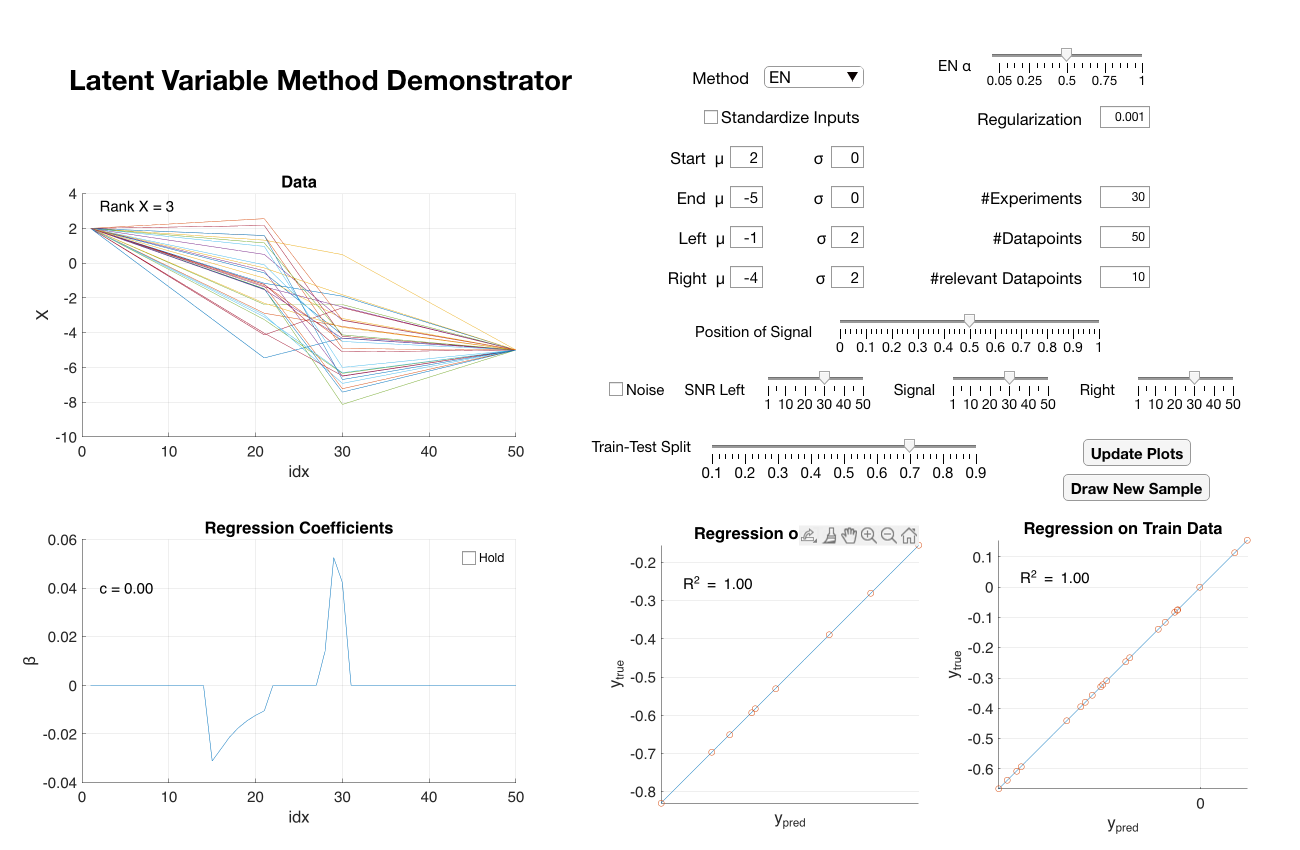 Latent Variable Method Demonstrator
Method EN
EN α
0.05 0.25 0.5 0.75 1
Standardize Inputs
Regularization 0.001
Start μ 2 σ 0
End μ -5 σ 0
#Experiments 30
Left μ -1 σ 2
#Datapoints 50
Right μ -4 σ 2
#relevant Datapoints 10
Position of Signal
0 0.1 0.2 0.3 0.4 0.5 0.6 0.7 0.8 0.9 1
Noise
SNR Left
1 10 20 30 40 50
Signal
1 10 20 30 40 50
Right
1 10 20 30 40 50
Train-Test Split
0.1 0.2 0.3 0.4 0.5 0.6 0.7 0.8 0.9
Update Plots
Draw New Sample
Data
Rank X = 3
4
2
0
-2
-4
-6
-8
-10
X
0 10 20 30 40 50
idx
Regression Coefficients
Hold
c = 0.00
0.06
0.04
0.02
0
-0.02
-0.04
β
0 10 20 30 40 50
idx
Regression o
R² = 1.00
-0.2
-0.3
-0.4
-0.5
-0.6
-0.7
-0.8
y_true
y_pred
Regression on Train Data
R² = 1.00
0.1
0
-0.1
-0.2
-0.3
-0.4
-0.5
-0.6
y_true
0
y_pred